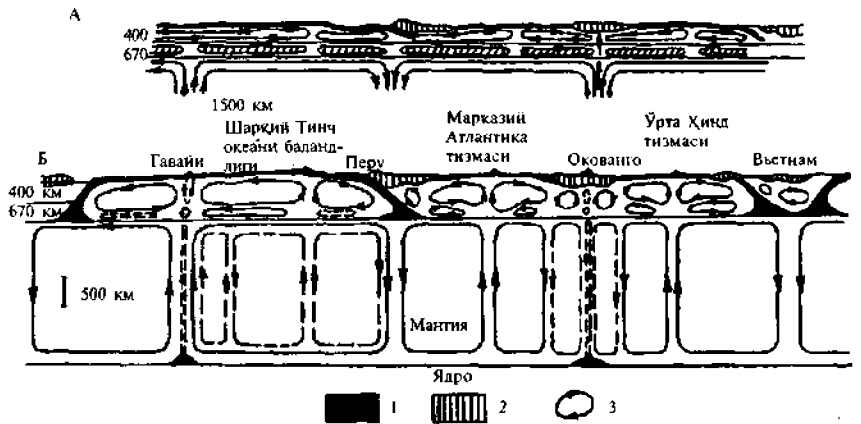 А
400
670
1500 км
Шарқий Тинч
океани баланд-
лиги
Марказий
Атлантика
тизмаси
Ўрта Ҳинд
тизмаси
Б
Гавайи
Перу
Окованго
Вьетнам
400 км
670 км
500 км
Мантия
Ядро
1
2
3